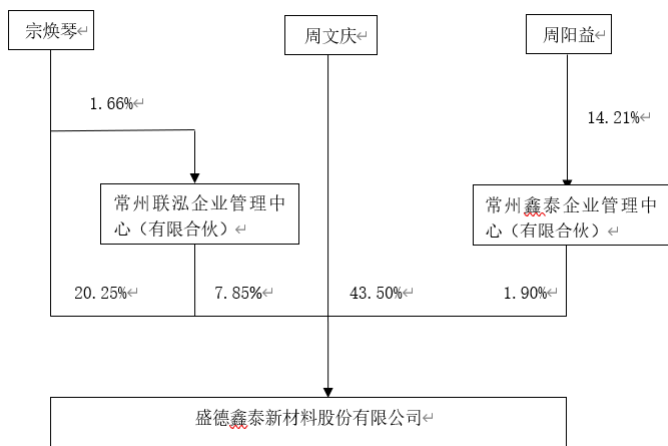 宗焕琴
周文庆
周阳益
1.66%
14.21%
常州联泓企业管理中
心（有限合伙）
常州鑫泰企业管理中
心（有限合伙）
20.25%
7.85%
43.50%
1.90%
盛德鑫泰新材料股份有限公司